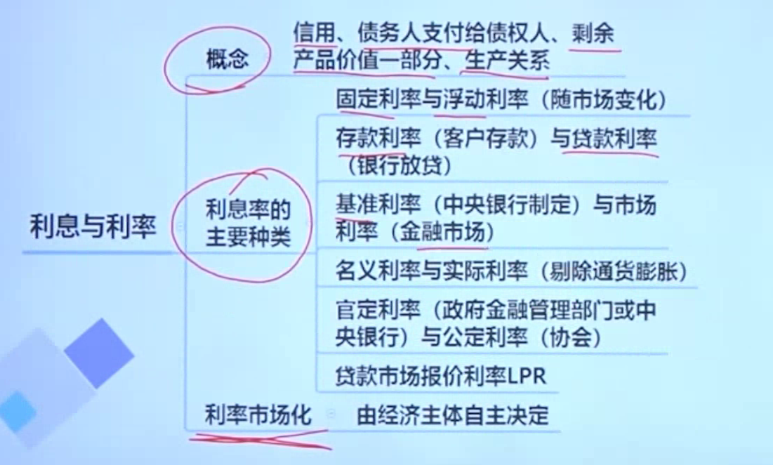 概念
信用、债务人支付给债权人、剩余
产品价值一部分、生产关系
利息与利率
利息率的
主要种类
固定利率与浮动利率（随市场变化）
存款利率（客户存款）与贷款利率
（银行放贷）
基准利率（中央银行制定）与市场
利率（金融市场）
名义利率与实际利率（剔除通货膨胀）
官定利率（政府金融管理部门或中
央银行）与公定利率（协会）
贷款市场报价利率LPR
利率市场化
由经济主体自主决定